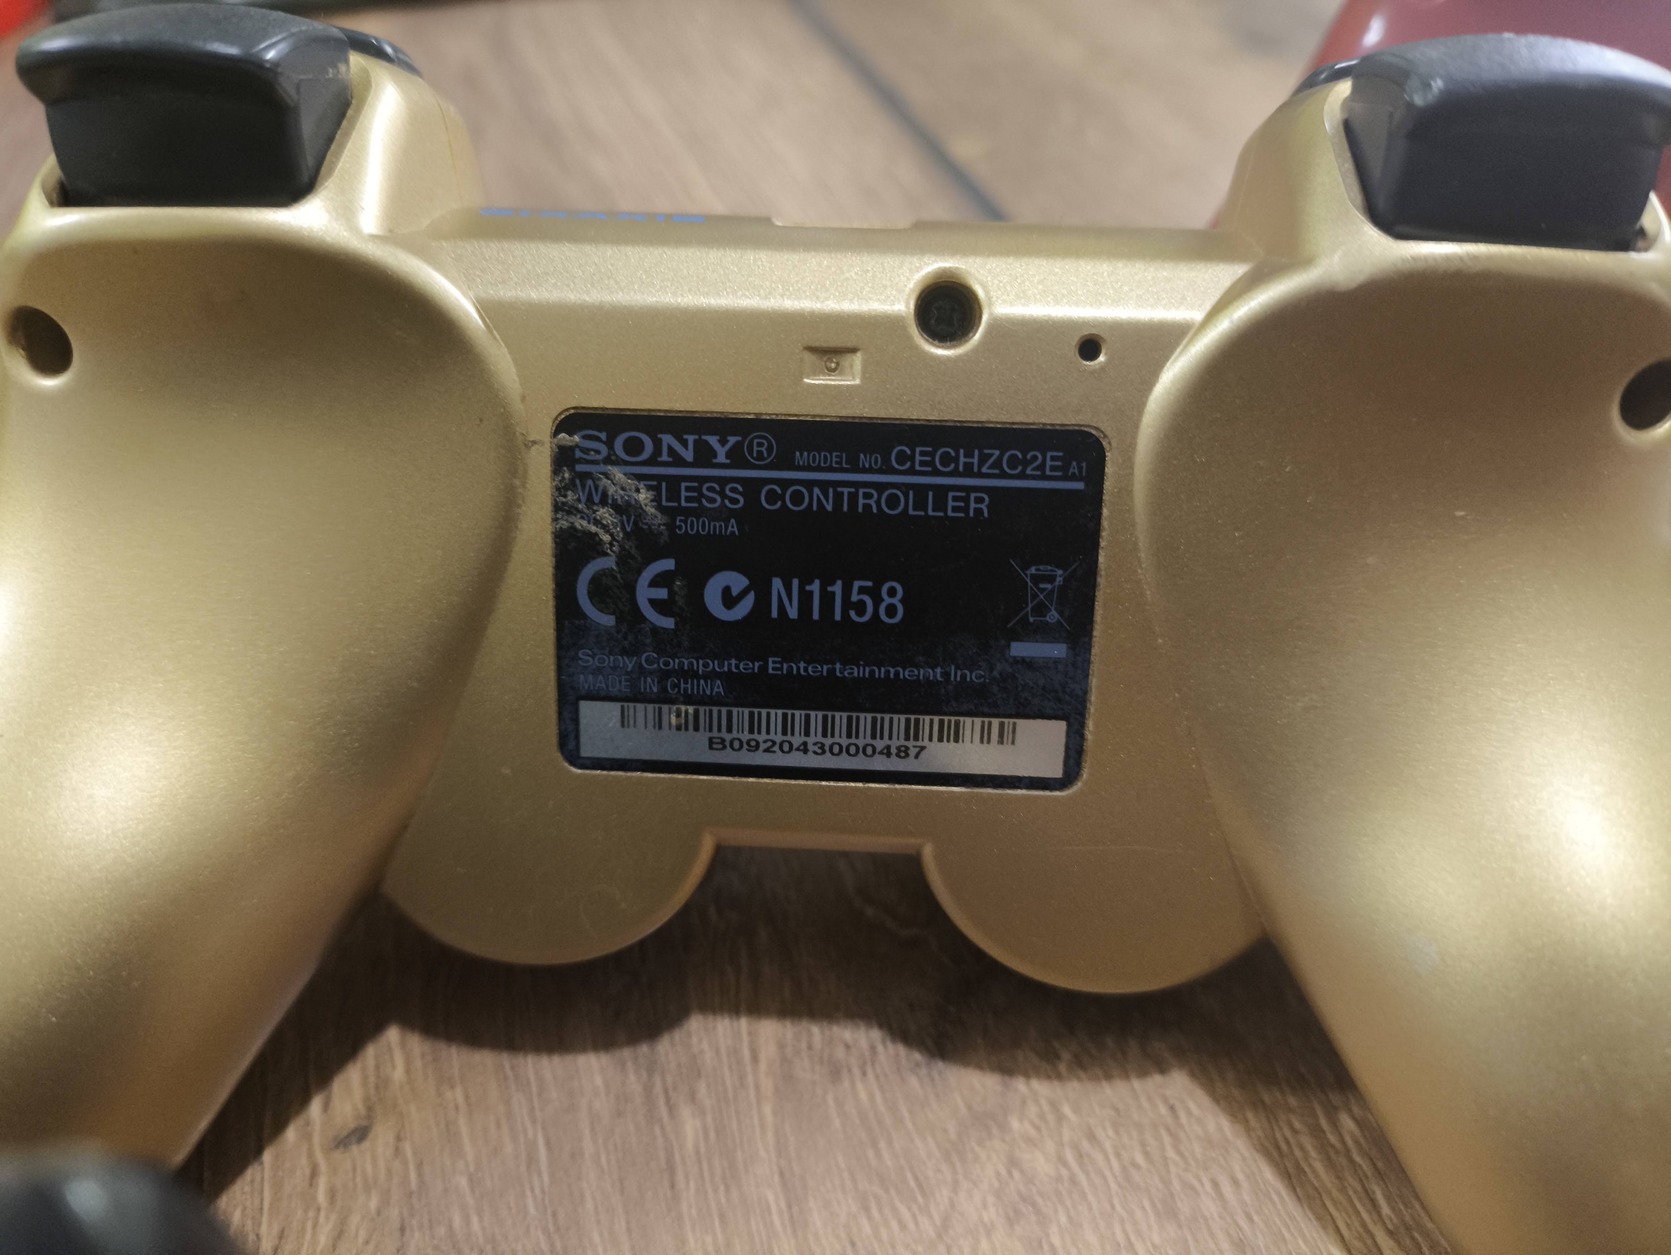 SONY®
MODEL NO. CECHZC2E A1
WIRELESS CONTROLLER
500mA
CE N1158
Sony Computer Entertainment Inc.
MADE IN CHINA
B092043000487